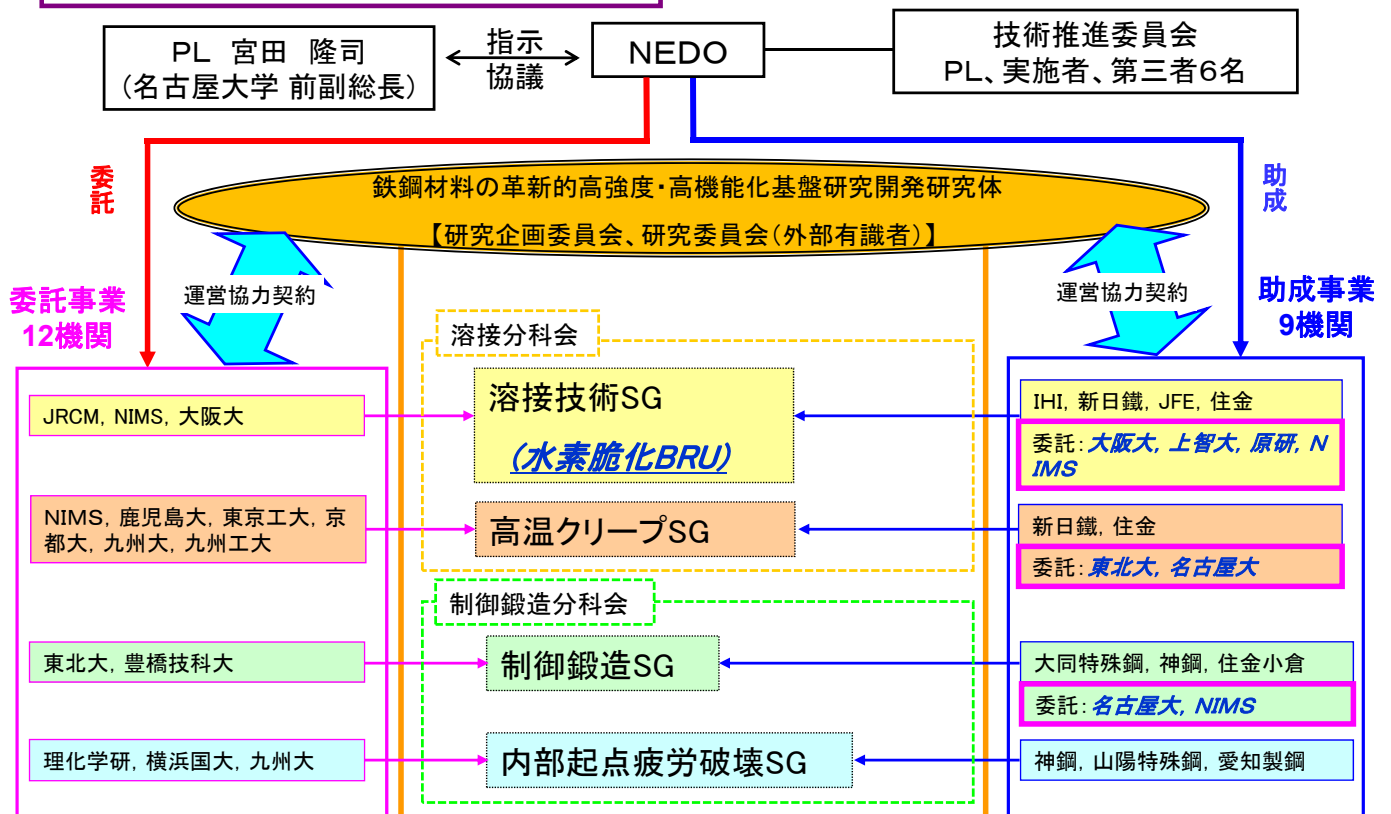 PL 宮田 隆司
(名古屋大学 前副総長)
指示
協議
NEDO
技術推進委員会
PL、実施者、第三者6名
委託
助成
鉄鋼材料の革新的高強度・高機能化基盤研究開発研究体
【研究企画委員会、研究委員会(外部有識者)】
運営協力契約
運営協力契約
委託事業
12機関
助成事業
9機関
溶接分科会
JRCM, NIMS, 大阪大
溶接技術SG
(水素脆化BRU)
IHI, 新日鐵, JFE, 住金
委託:大阪大, 上智大, 原研, N
IMS
NIMS, 鹿児島大, 東京工大, 京
都大, 九州大, 九州工大
高温クリープSG
新日鐵, 住金
委託:東北大, 名古屋大
制御鍛造分科会
東北大, 豊橋技科大
制御鍛造SG
大同特殊鋼, 神鋼, 住金小倉
委託:名古屋大, NIMS
理化学研, 横浜国大, 九州大
内部起点疲労破壊SG
神鋼, 山陽特殊鋼, 愛知製鋼